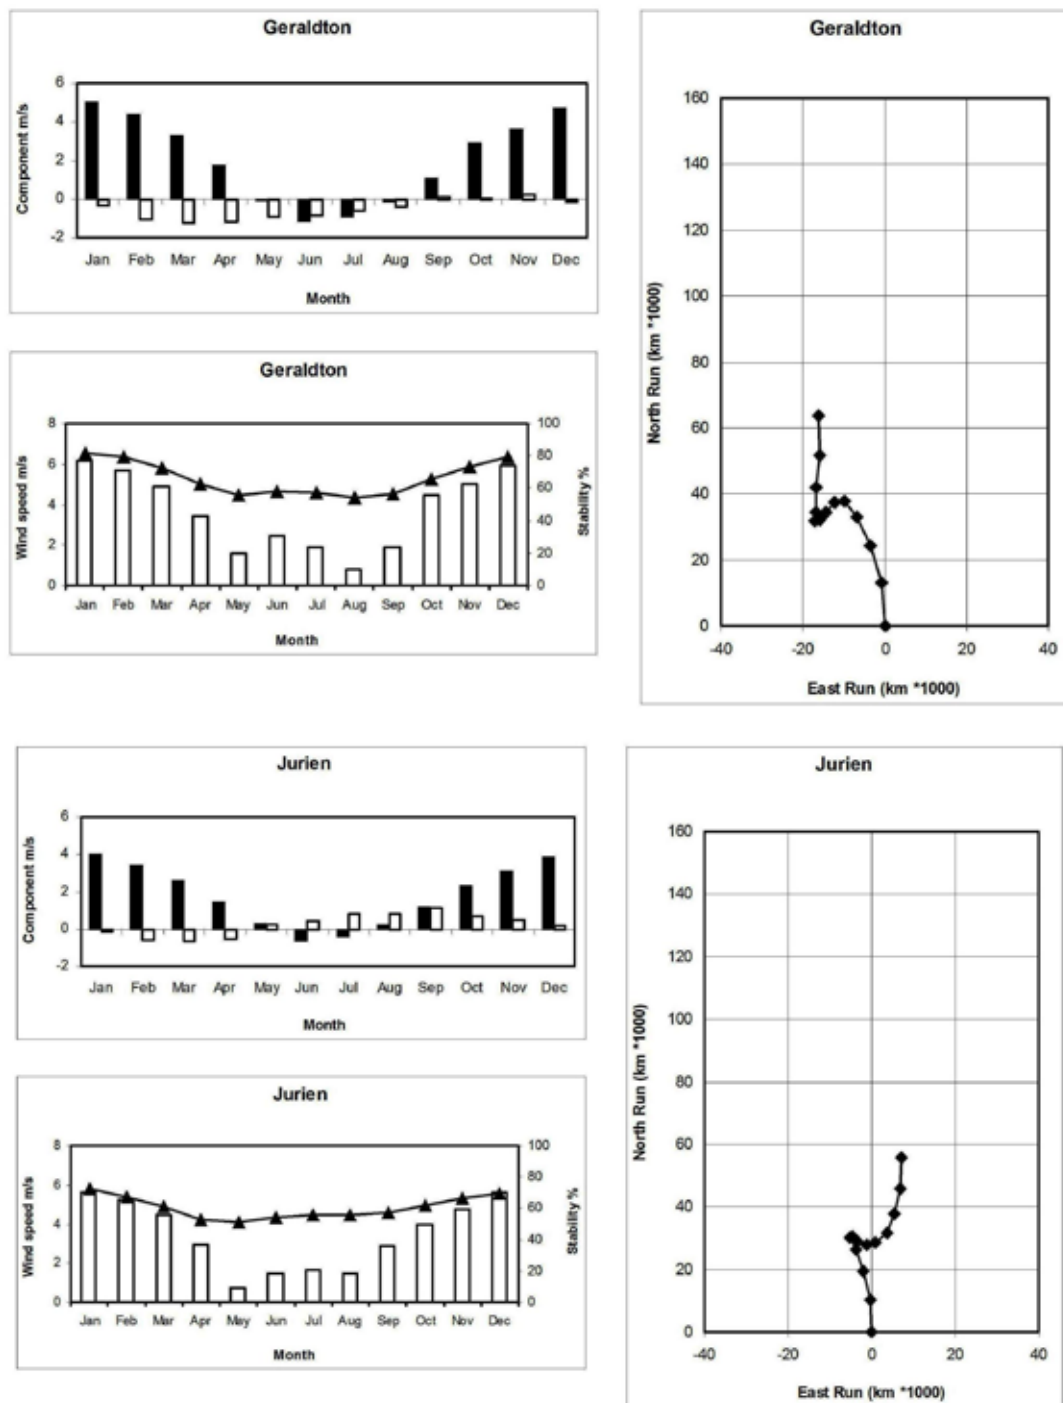 Geraldton
6
4
2
0
-2
Component m/s
Jan Feb Mar Apr May Jun Jul Aug Sep Oct Nov Dec
Month
Geraldton
8
6
4
2
0
Wind speed m/s
100
80
60
40
20
0
Stability %
Jan Feb Mar Apr May Jun Jul Aug Sep Oct Nov Dec
Month
Geraldton
160
140
120
100
80
60
40
20
0
North Run (km *1000)
-40 -20 0 20 40
East Run (km *1000)
Jurien
6
4
2
0
-2
Component m/s
Jan Feb Mar Apr May Jun Jul Aug Sep Oct Nov Dec
Month
Jurien
8
6
4
2
0
Wind speed m/s
100
80
60
40
20
0
Stability %
Jan Feb Mar Apr May Jun Jul Aug Sep Oct Nov Dec
Month
Jurien
160
140
120
100
80
60
40
20
0
North Run (km *1000)
-40 -20 0 20 40
East Run (km *1000)